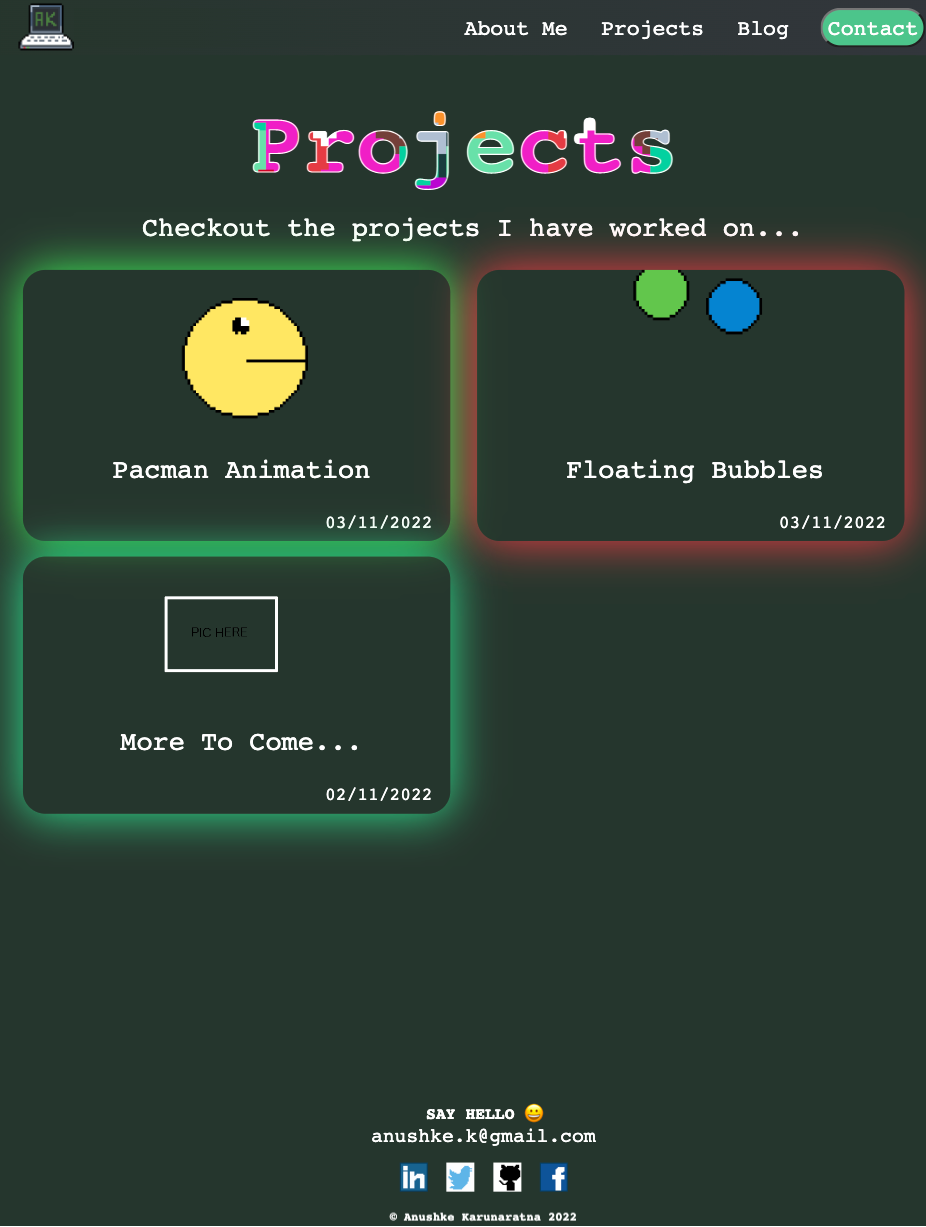 AK
About Me Projects Blog Contact
Projects
Checkout the projects I have worked on...
Pacman Animation
03/11/2022
Floating Bubbles
03/11/2022
PIC HERE
More To Come...
02/11/2022
SAY HELLO 😀
anushke.k@gmail.com
in f
© Anushke Karunaratna 2022